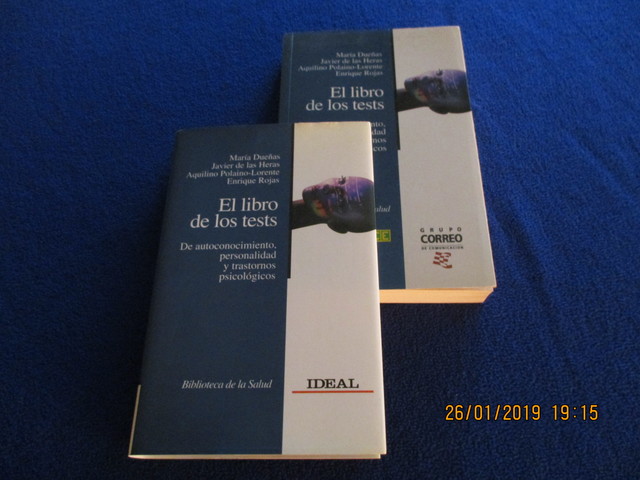 María Dueñas
Javier de las Heras
Aquilino Polaino-Lorente
Enrique Rojas
El libro
de los tests
GRUPO
CORREO
DE COMUNICACIÓN
María Dueñas
Javier de las Heras
Aquilino Polaino-Lorente
Enrique Rojas
El libro
de los tests
De autoconocimiento,
personalidad
y trastornos
psicológicos
Biblioteca de la Salud
IDEAL
26/01/2019 19:15